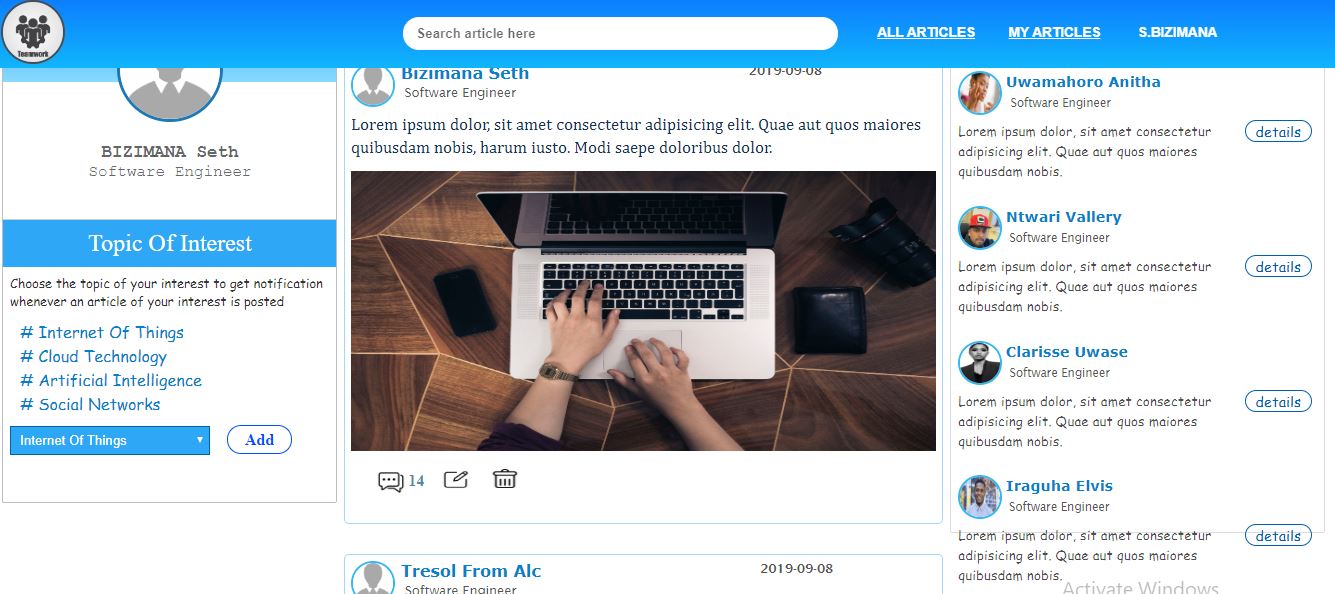 Teamwork
Search article here
ALL ARTICLES
MY ARTICLES
S.BIZIMANA
BIZIMANA Seth
Software Engineer
Topic Of Interest
Choose the topic of your interest to get notification
whenever an article of your interest is posted
# Internet Of Things
# Cloud Technology
# Artificial Intelligence
# Social Networks
Internet Of Things
Add
Bizimana Seth
2019-09-08
Software Engineer
Lorem ipsum dolor, sit amet consectetur adipisicing elit. Quae aut quos maiores
quibusdam nobis, harum iusto. Modi saepe doloribus dolor.
14
Tresol From Alc
2019-09-08
Software Engineer
Uwamahoro Anitha
Software Engineer
Lorem ipsum dolor, sit amet consectetur
adipisicing elit. Quae aut quos maiores
quibusdam nobis.
details
Ntwari Vallery
Software Engineer
Lorem ipsum dolor, sit amet consectetur
adipisicing elit. Quae aut quos maiores
quibusdam nobis.
details
Clarisse Uwase
Software Engineer
Lorem ipsum dolor, sit amet consectetur
adipisicing elit. Quae aut quos maiores
quibusdam nobis.
details
Iraguha Elvis
Software Engineer
Lorem ipsum dolor, sit amet consectetur
adipisicing elit. Quae aut quos maiores
quibusdam nobis.
details
Activate Windows